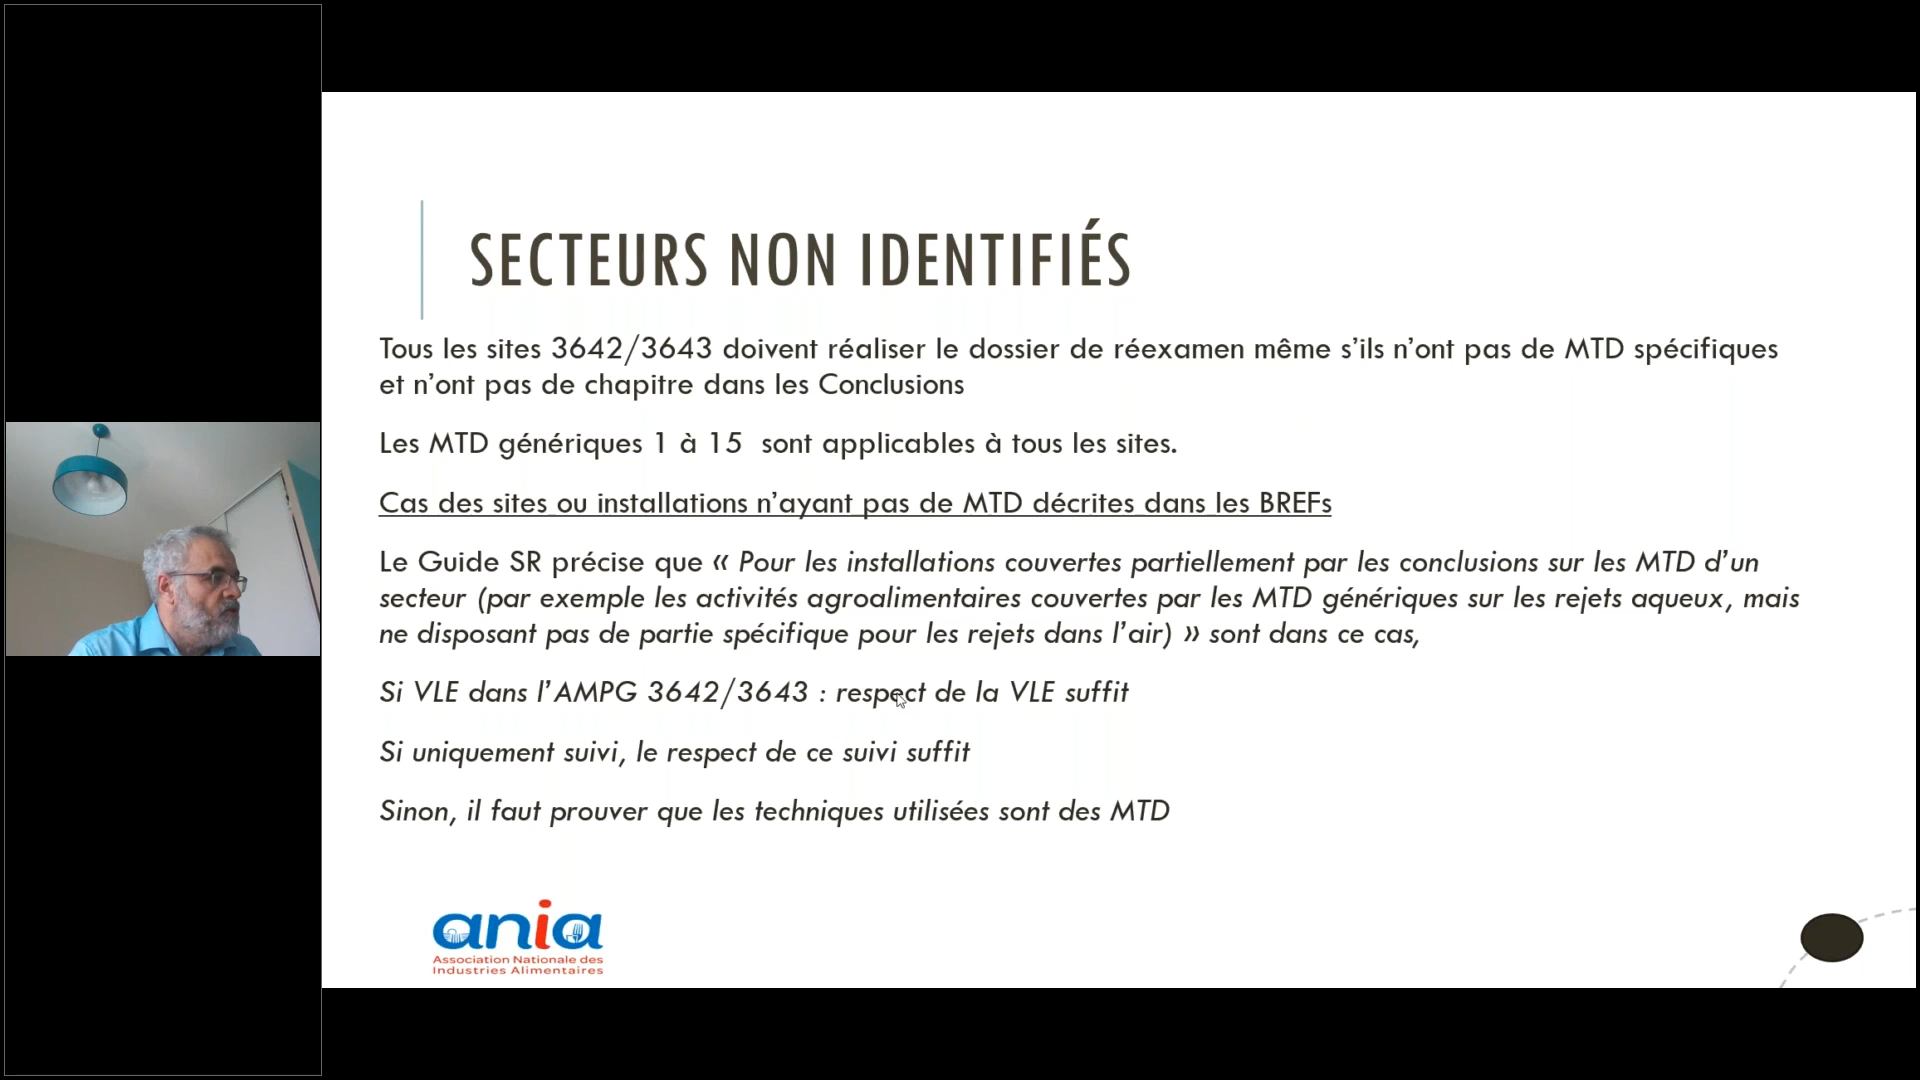 SECTEURS NON IDENTIFIÉS
Tous les sites 3642/3643 doivent réaliser le dossier de réexamen même s’ils n’ont pas de MTD spécifiques
et n’ont pas de chapitre dans les Conclusions
Les MTD génériques 1 à 15  sont applicables à tous les sites.
Cas des sites ou installations n’ayant pas de MTD décrites dans les BREFs
Le Guide SR précise que « Pour les installations couvertes partiellement par les conclusions sur les MTD d’un
secteur (par exemple les activités agroalimentaires couvertes par les MTD génériques sur les rejets aqueux, mais
ne disposant pas de partie spécifique pour les rejets dans l’air) » sont dans ce cas,
Si VLE dans l’AMPG 3642/3643 : respect de la VLE suffit
Si uniquement suivi, le respect de ce suivi suffit
Sinon, il faut prouver que les techniques utilisées sont des MTD
ania
Association Nationale des
Industries Alimentaires